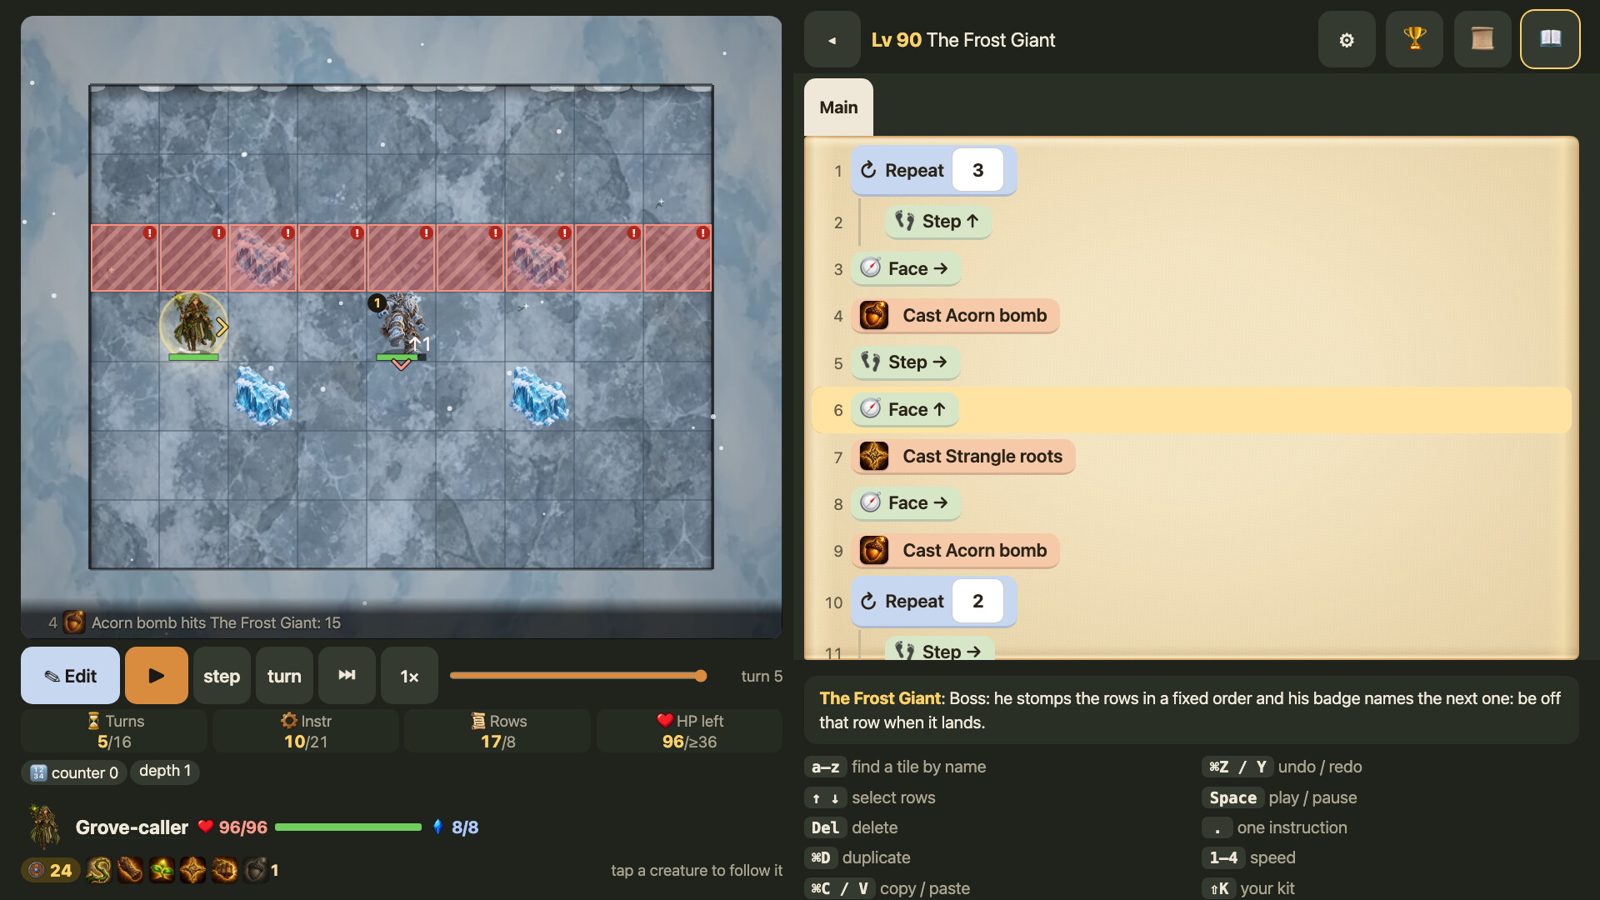 Lv 90 The Frost Giant
Main
1 Repeat 3
2 Step ↑
3 Face →
4 Cast Acorn bomb
5 Step →
6 Face ↑
7 Cast Strangle roots
8 Face →
9 Cast Acorn bomb
10 Repeat 2
11 Step →
! ! ! ! ! ! ! ! !
1
↑1
4 Acorn bomb hits The Frost Giant: 15
Edit step turn 1× turn 5
Turns Instr Rows HP left
5/16 10/21 17/8 96/≥36
1234 counter 0 depth 1
Grove-caller 96/96 8/8
24 1 tap a creature to follow it
The Frost Giant: Boss: he stomps the rows in a fixed order and his badge names the next one: be off
that row when it lands.
a–z find a tile by name
↑ ↓ select rows
Del delete
⌘D duplicate
⌘C / V copy / paste
⌘Z / Y undo / redo
Space play / pause
. one instruction
1–4 speed
⇧K your kit